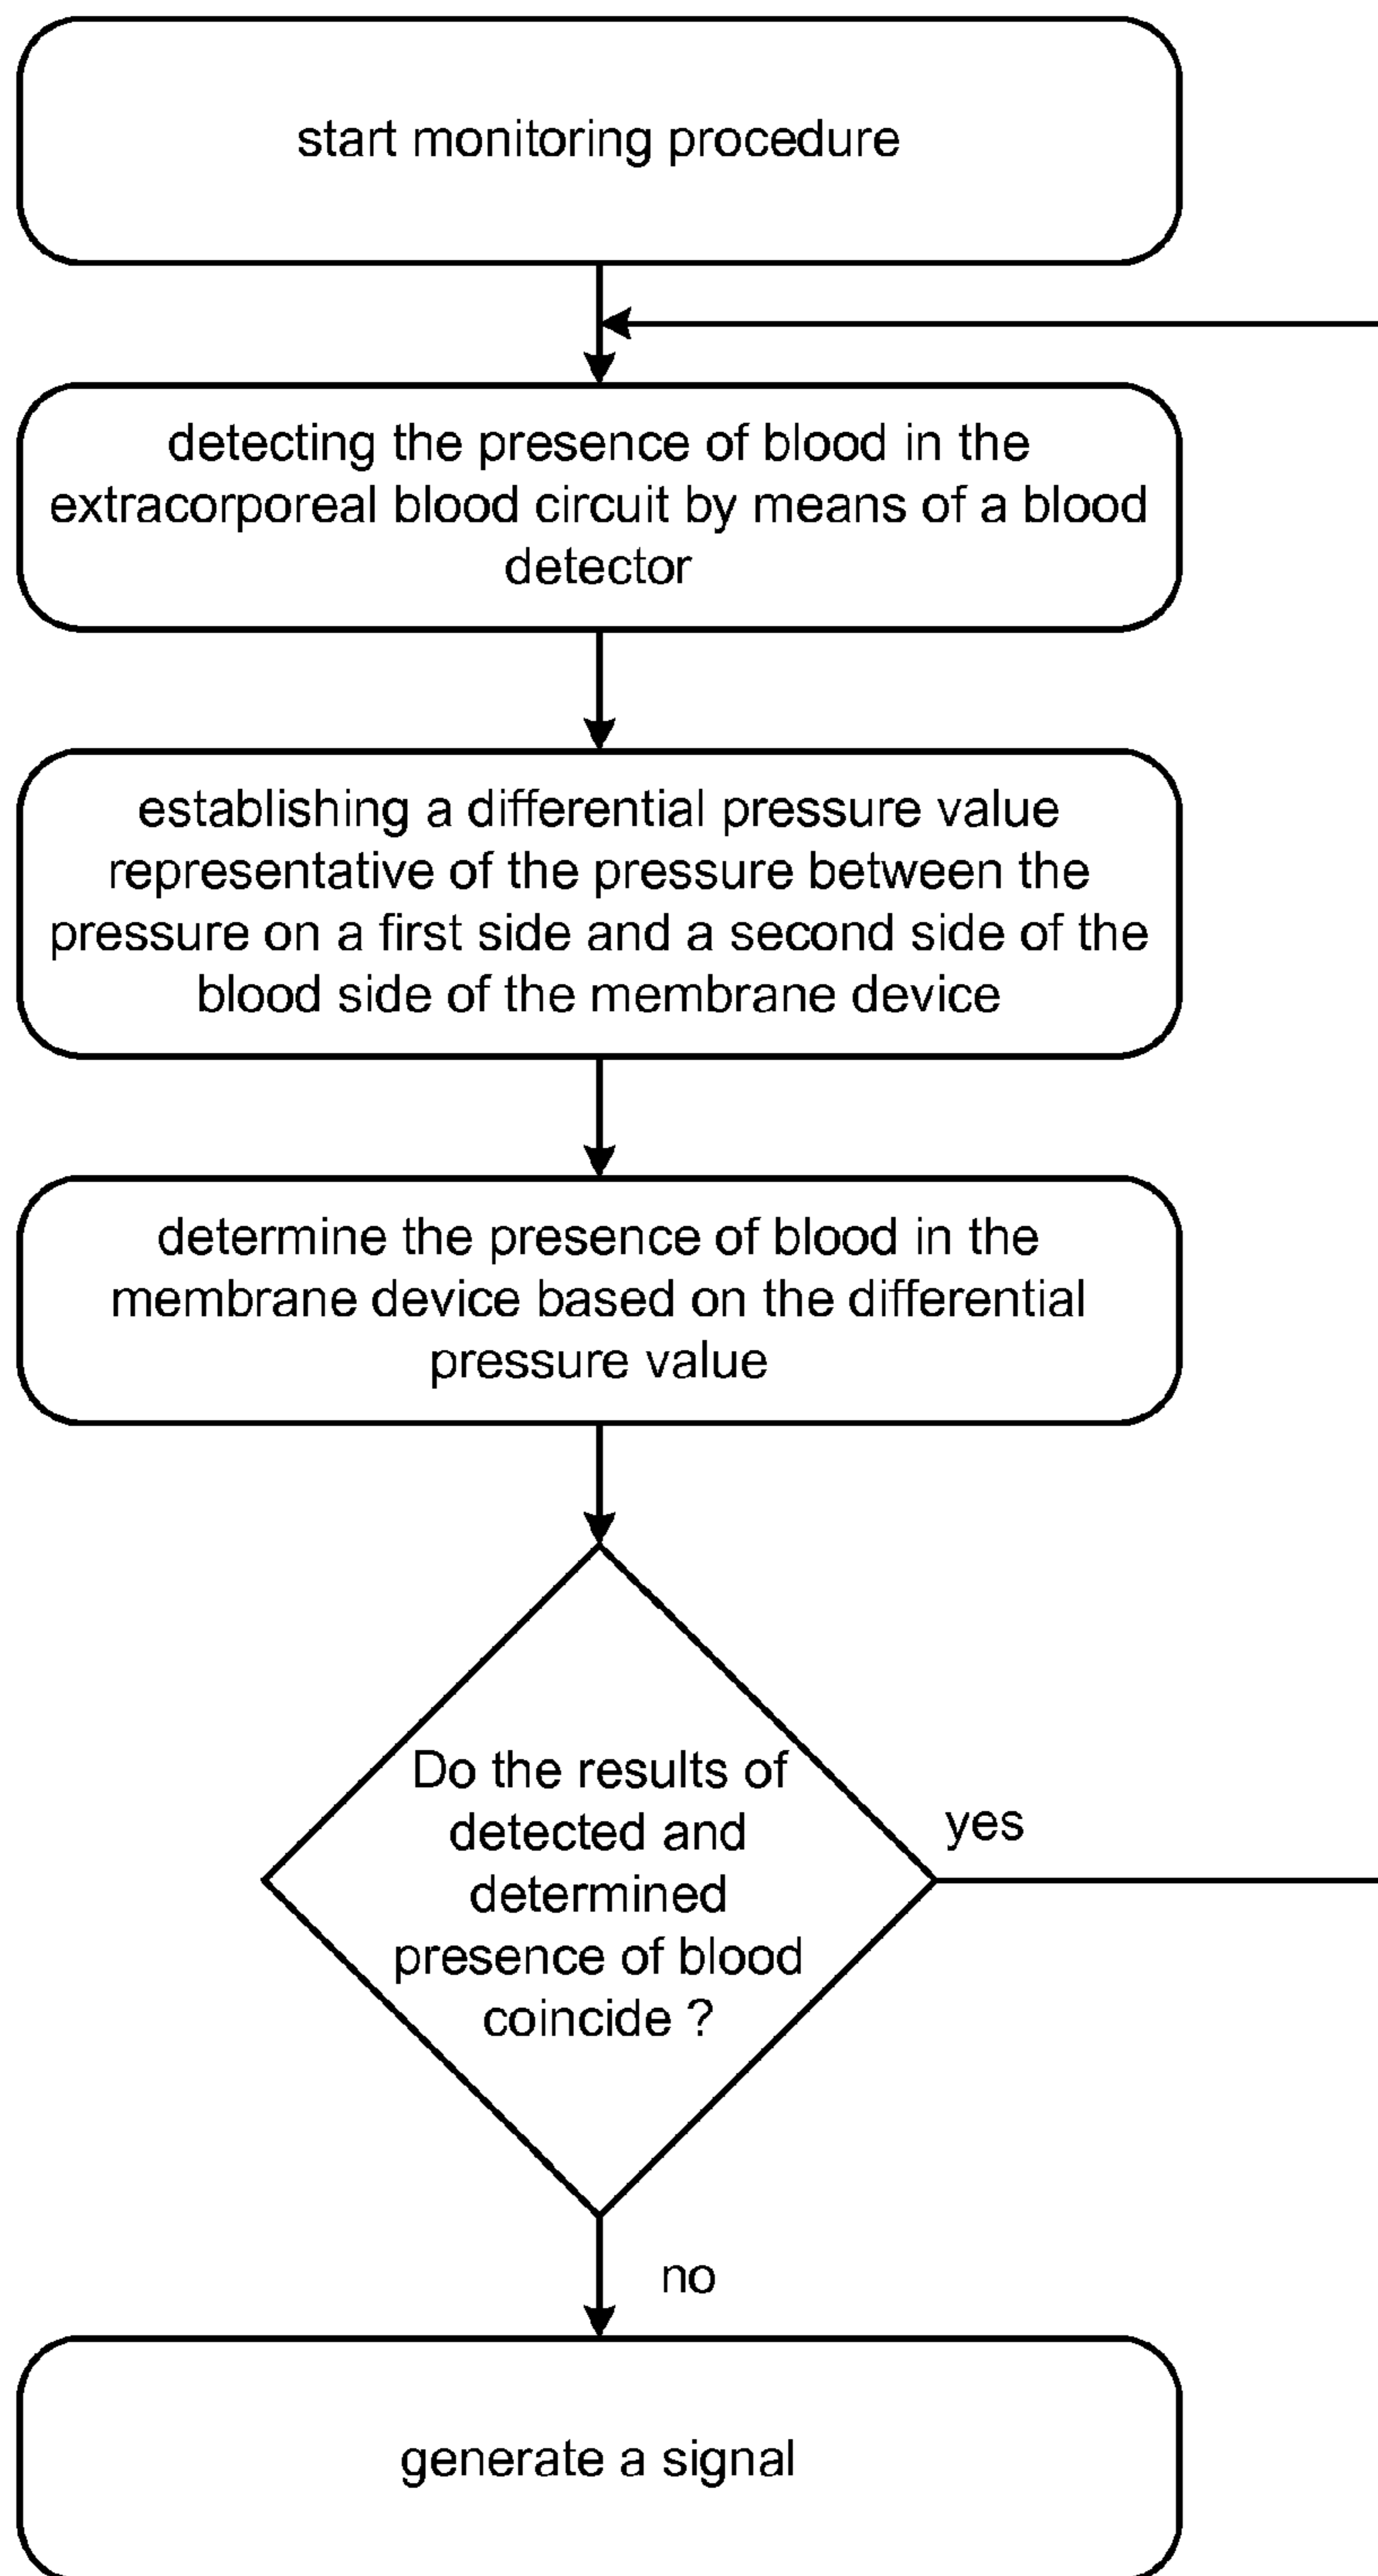 start monitoring procedure
detecting the presence of blood in the
extracorporeal blood circuit by means of a blood
detector
establishing a differential pressure value
representative of the pressure between the
pressure on a first side and a second side of the
blood side of the membrane device
determine the presence of blood in the
membrane device based on the differential
pressure value
Do the results of
detected and
determined
presence of blood
coincide ?
yes
no
generate a signal